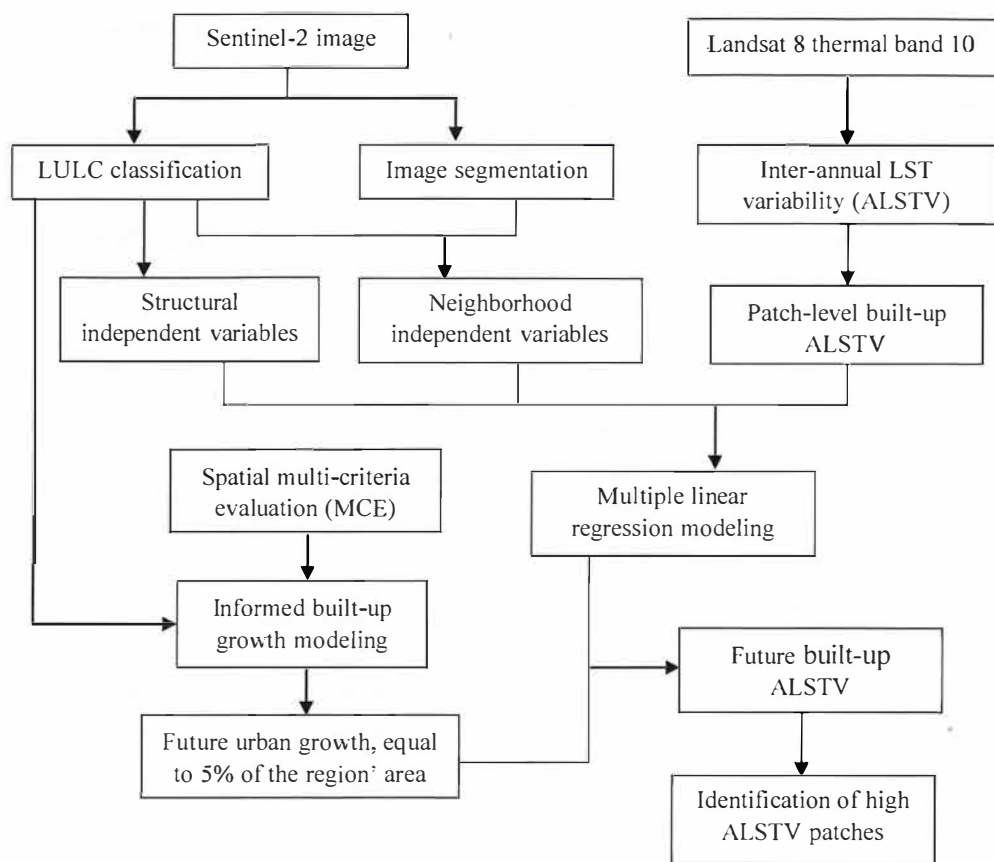 Sentinel-2 image
Landsat 8 thermal band 10
LULC classification
Image segmentation
Inter-annual LST
variability (ALSTV)
Structural
independent variables
Neighborhood
independent variables
Patch-level built-up
ALSTV
Spatial multi-criteria
evaluation (MCE)
Multiple linear
regression modeling
Informed built-up
growth modeling
Future built-up
ALSTV
Future urban growth, equal
to 5% of the region' area
Identification of high
ALSTV patches